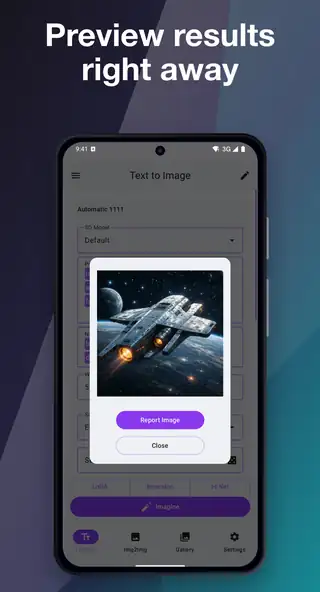 Preview results
right away
9:41
3G
Text to Image
Automatic 1111
SD Model
Default
Report Image
Close
Imagine
Img2Img
Gallery
Settings